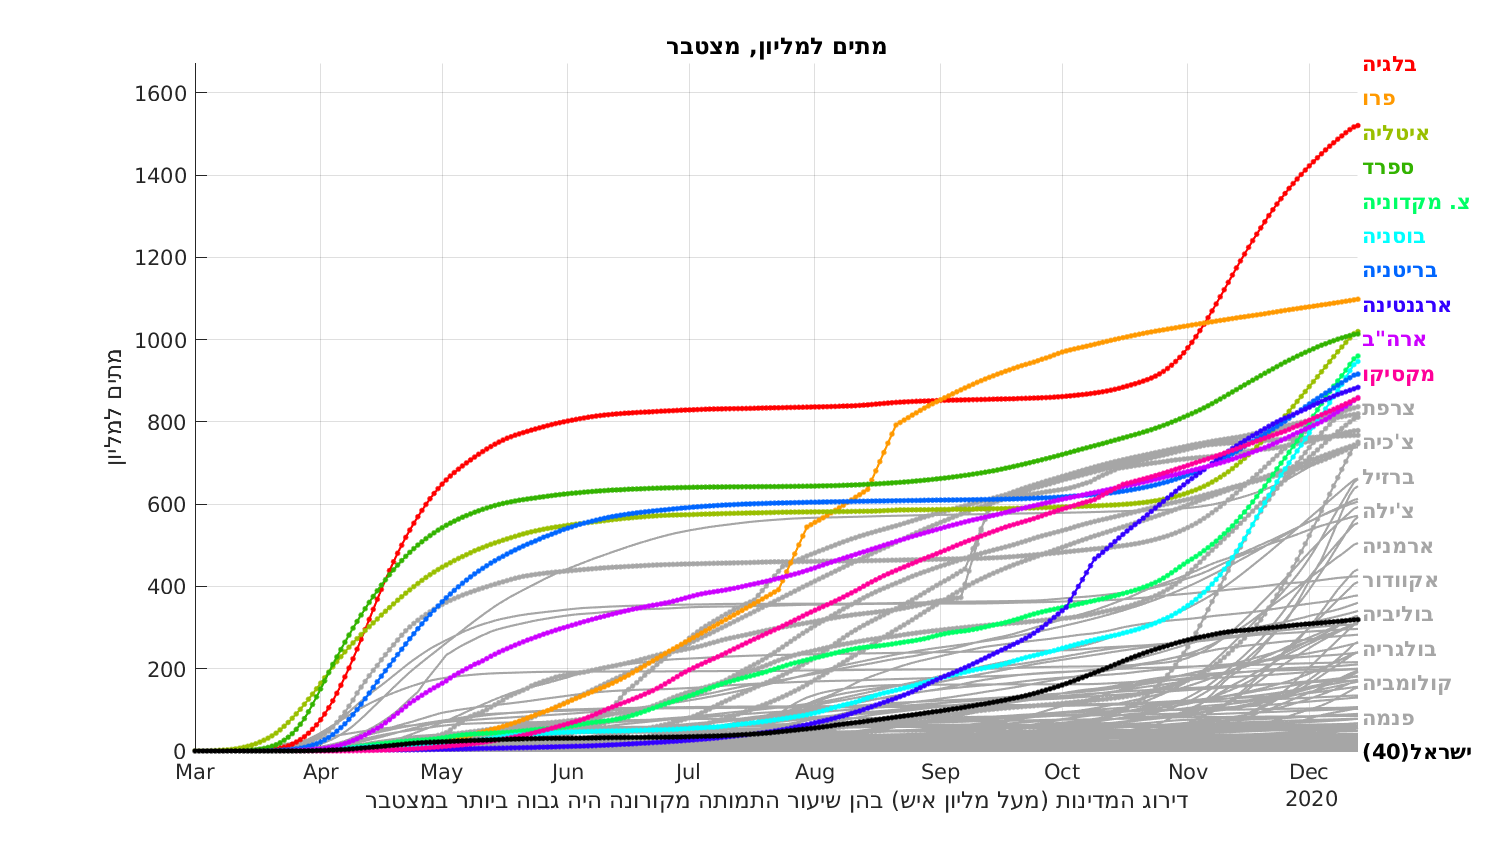 מתים למליון, מצטבר
מתים למליון
1600
1400
1200
1000
800
600
400
200
0
Mar Apr May Jun Jul Aug Sep Oct Nov Dec
2020
דירוג המדינות (מעל מליון איש) בהן שיעור התמותה מקורונה היה גבוה ביותר במצטבר
בלגיה
פרו
איטליה
ספרד
צ. מקדוניה
בוסניה
בריטניה
ארגנטינה
ארה"ב
מקסיקו
צרפת
צ'כיה
ברזיל
צ'ילה
ארמניה
אקוודור
בוליביה
בולגריה
קולומביה
פנמה
ישראל(40)